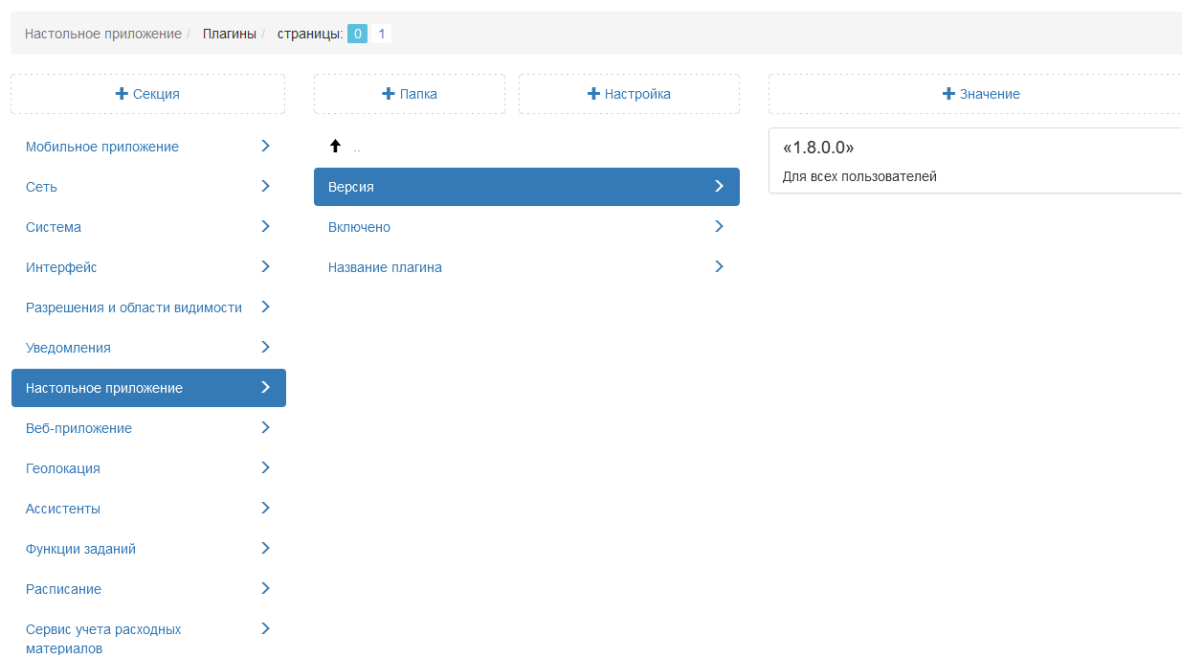 Настольное приложение / Плагины / страницы: 0 1
+ Секция
+ Папка
+ Настройка
+ Значение
Мобильное приложение
Сеть
Система
Интерфейс
Разрешения и области видимости
Уведомления
Настольное приложение
Веб-приложение
Геолокация
Ассистенты
Функции заданий
Расписание
Сервис учета расходных
материалов
..
Версия
Включено
Название плагина
«1.8.0.0»
Для всех пользователей